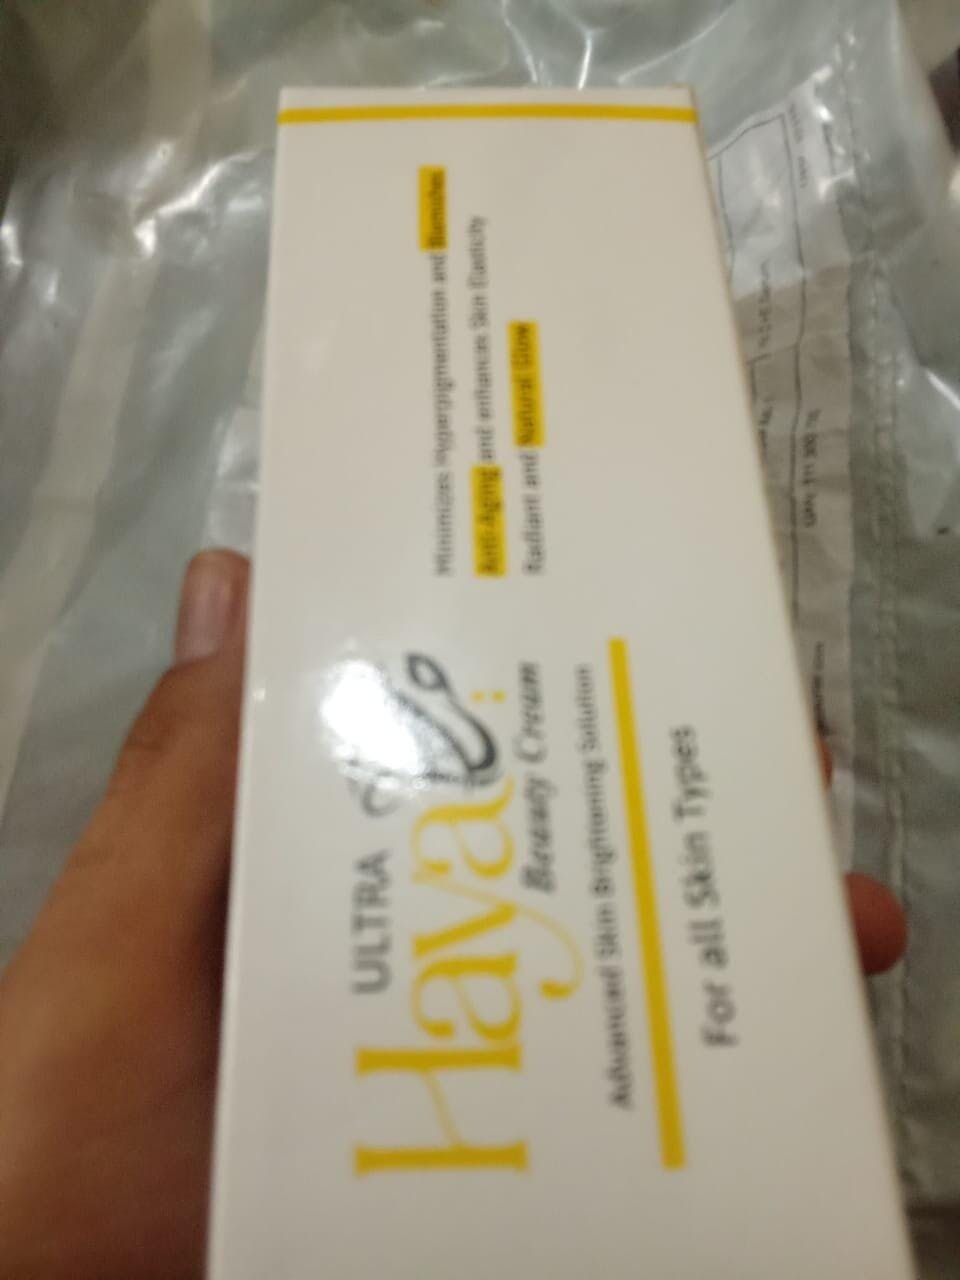 ULTRA
Haya
Beauty Cream
Advanced Skin Brightening Solution
For all Skin Types
Minimizes Hyperpigmentation and Blemishes
Anti-Aging and enhances Skin Elasticity
Radiant and Natural Glow